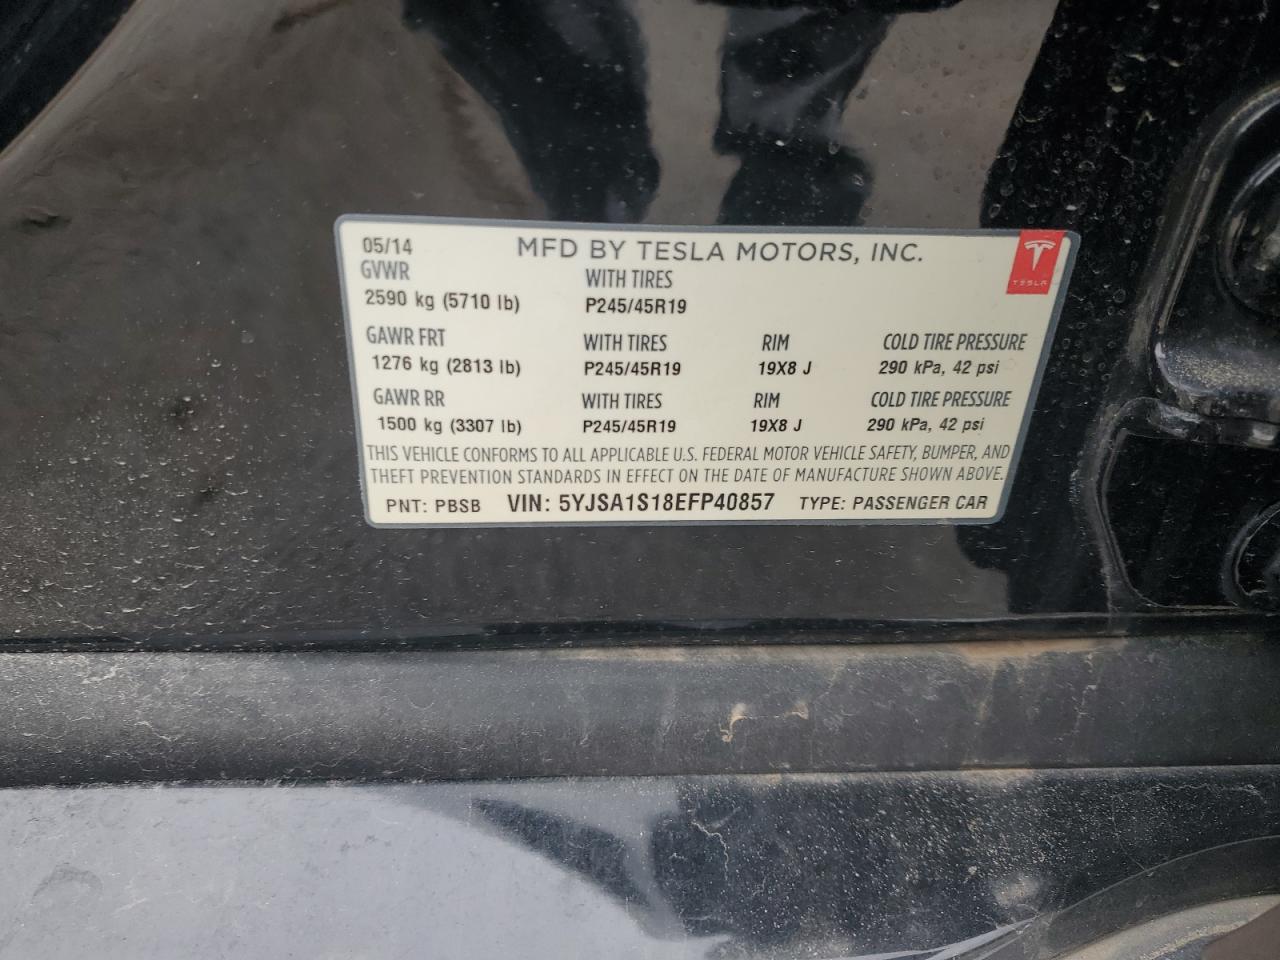 05/14 MFD BY TESLA MOTORS, INC.
TESLA
GVWR WITH TIRES
2590 kg (5710 lb) P245/45R19
GAWR FRT WITH TIRES RIM COLD TIRE PRESSURE
1276 kg (2813 lb) P245/45R19 19X8 J 290 kPa, 42 psi
GAWR RR WITH TIRES RIM COLD TIRE PRESSURE
1500 kg (3307 lb) P245/45R19 19X8 J 290 kPa, 42 psi
THIS VEHICLE CONFORMS TO ALL APPLICABLE U.S. FEDERAL MOTOR VEHICLE SAFETY, BUMPER, AND
THEFT PREVENTION STANDARDS IN EFFECT ON THE DATE OF MANUFACTURE SHOWN ABOVE.
PNT: PBSB VIN: 5YJSA1S18EFP40857 TYPE: PASSENGER CAR